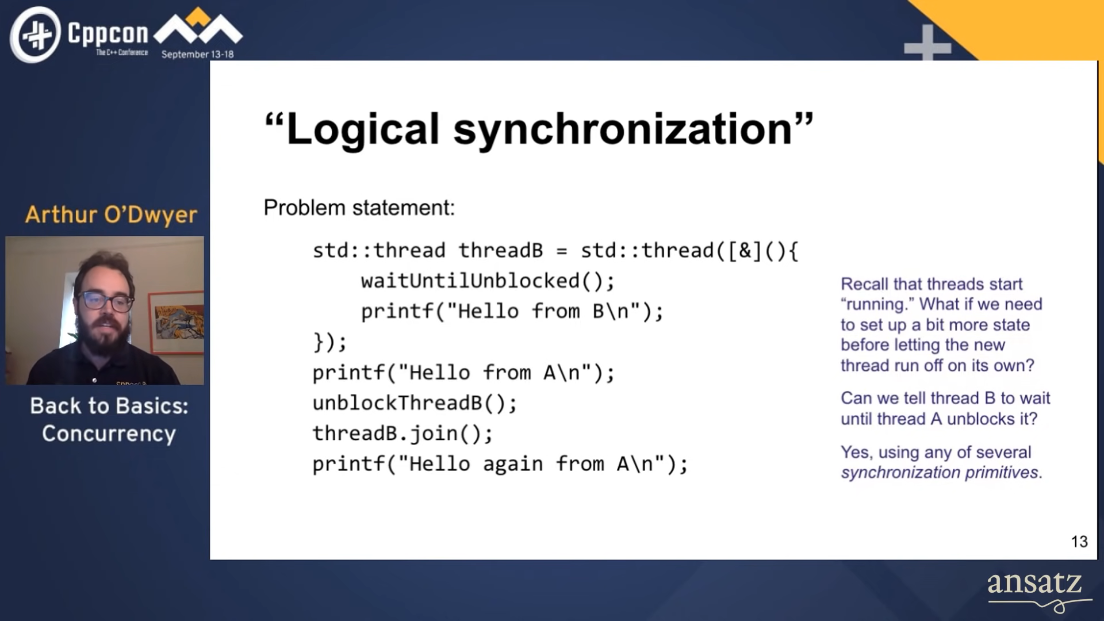 Cppcon
The C++ Conference
September 13-18
“Logical synchronization”
Arthur O’Dwyer
Back to Basics:
Concurrency
Problem statement:
std::thread threadB = std::thread([&](){
    waitUntilUnblocked();
    printf("Hello from B\n");
});
printf("Hello from A\n");
unblockThreadB();
threadB.join();
printf("Hello again from A\n");
Recall that threads start
“running.” What if we need
to set up a bit more state
before letting the new
thread run off on its own?
Can we tell thread B to wait
until thread A unblocks it?
Yes, using any of several
synchronization primitives.
13
ansatz